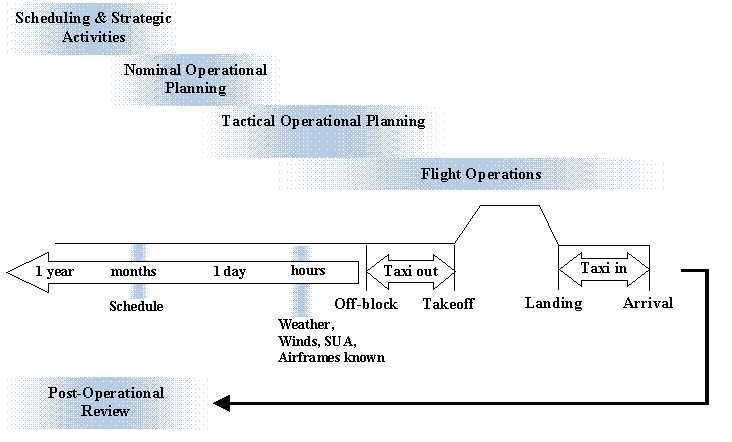 Scheduling & Strategic
Activities
Nominal Operational
Planning
Tactical Operational Planning
Flight Operations
1 year months 1 day hours Taxi out Taxi in
Off-block Takeoff Landing Arrival
Schedule
Weather,
Winds, SUA,
Airframes known
Post-Operational
Review